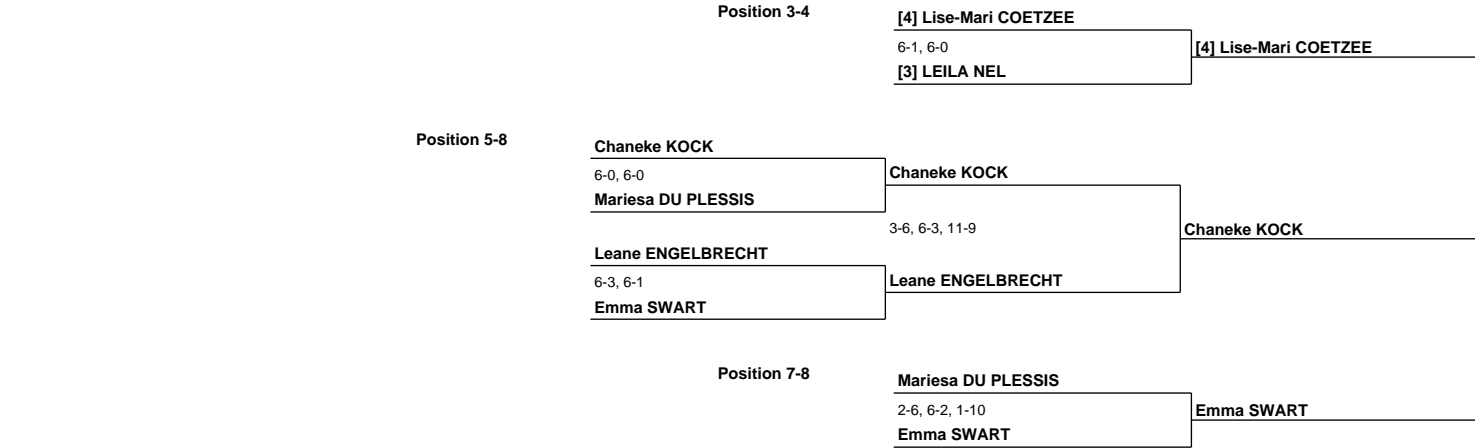 Position 3-4
[4] Lise-Mari COETZEE
6-1, 6-0
[4] Lise-Mari COETZEE
[3] LEILA NEL
Position 5-8
Chaneke KOCK
6-0, 6-0
Chaneke KOCK
Mariesa DU PLESSIS
3-6, 6-3, 11-9
Chaneke KOCK
Leane ENGELBRECHT
6-3, 6-1
Leane ENGELBRECHT
Emma SWART
Position 7-8
Mariesa DU PLESSIS
2-6, 6-2, 1-10
Emma SWART
Emma SWART